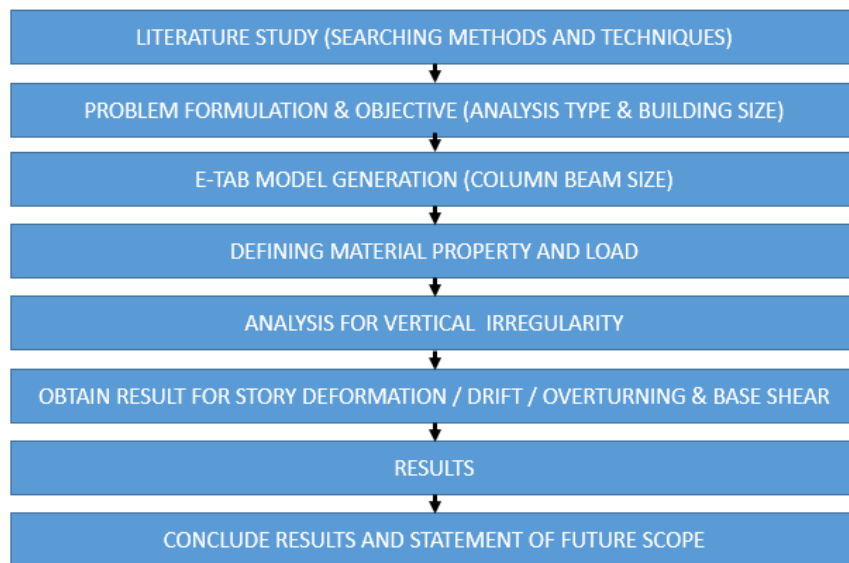 LITERATURE STUDY (SEARCHING METHODS AND TECHNIQUES)
PROBLEM FORMULATION & OBJECTIVE (ANALYSIS TYPE & BUILDING SIZE)
E-TAB MODEL GENERATION (COLUMN BEAM SIZE)
DEFINING MATERIAL PROPERTY AND LOAD
ANALYSIS FOR VERTICAL IRREGULARITY
OBTAIN RESULT FOR STORY DEFORMATION / DRIFT / OVERTURNING & BASE SHEAR
RESULTS
CONCLUDE RESULTS AND STATEMENT OF FUTURE SCOPE